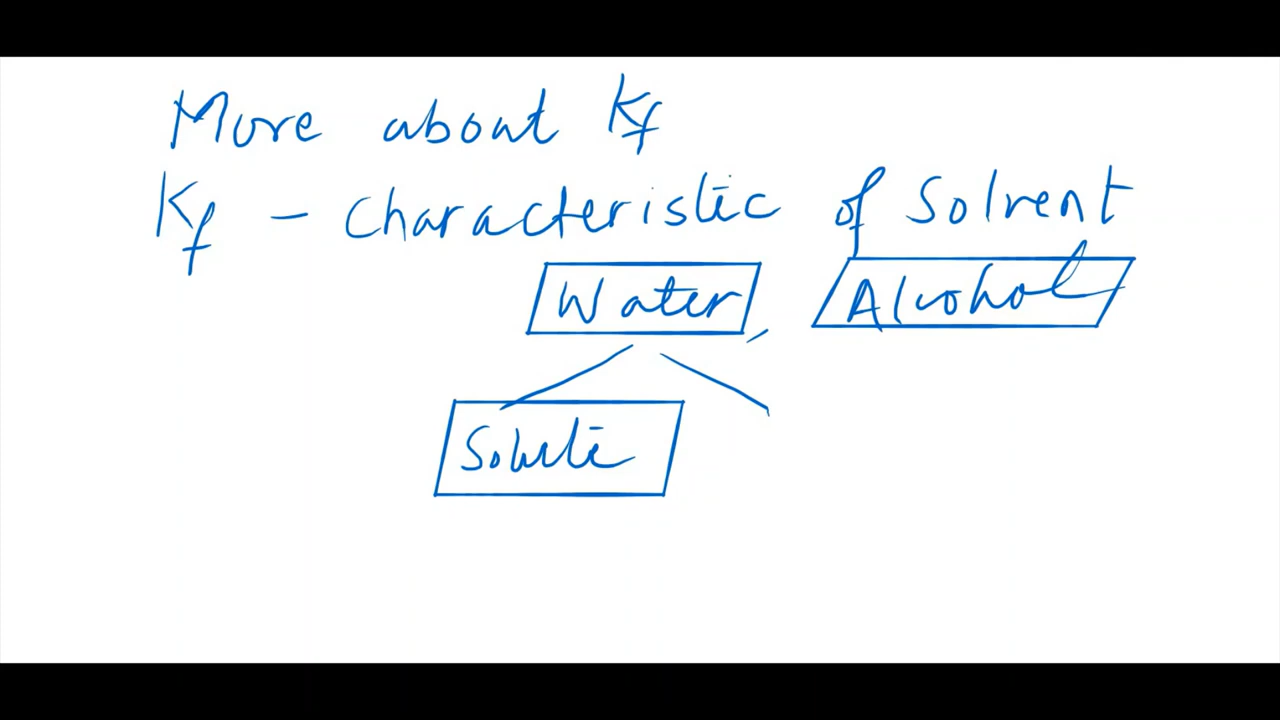 More about Kf
Kf - Characteristic of Solvent
Water, Alcohol
Solute